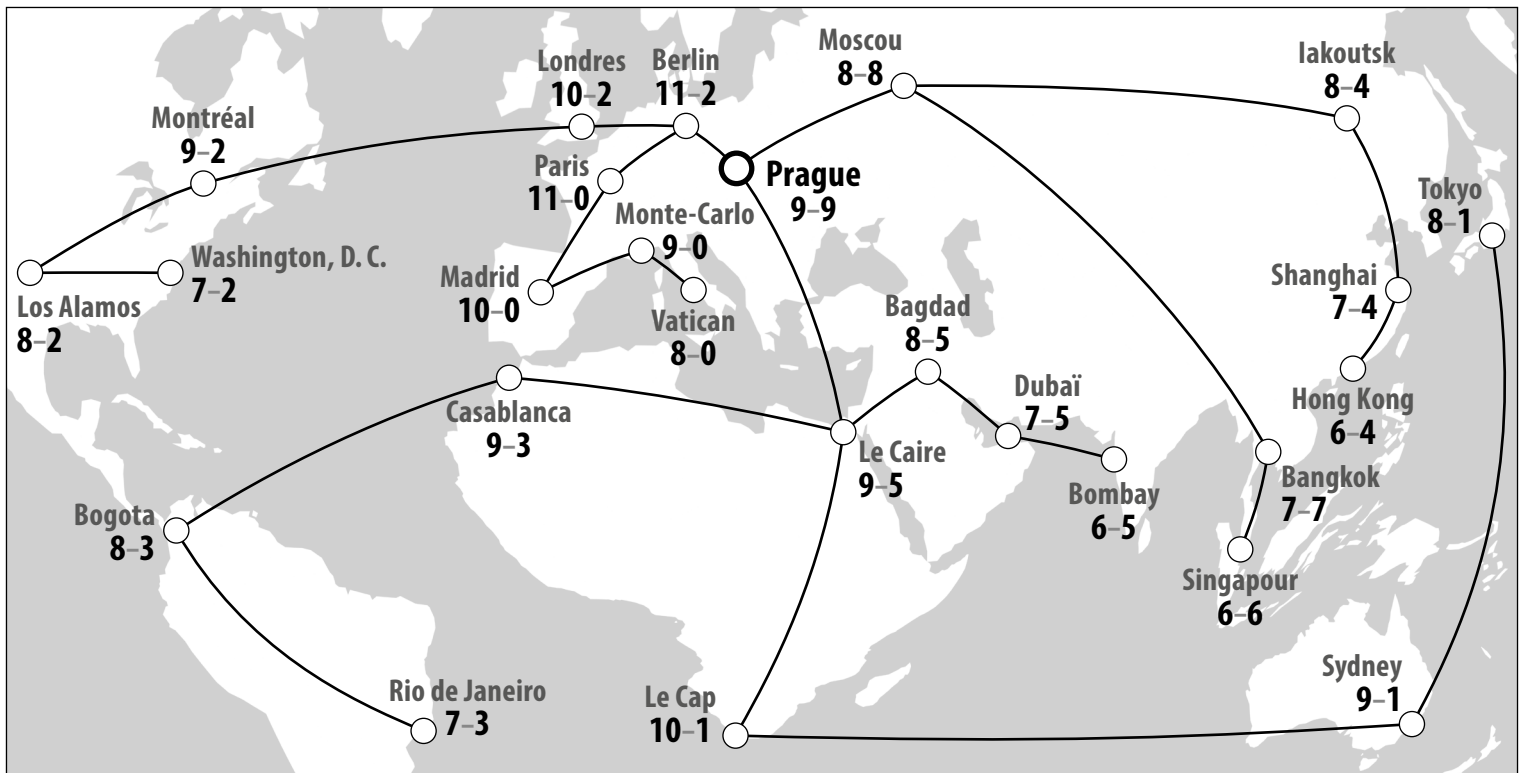 Moscou
8–8
Iakoutsk
8–4
Londres
10–2
Berlin
11–2
Montréal
9–2
Paris
11–0
Prague
9–9
Tokyo
8–1
Monte-Carlo
9–0
Washington, D. C.
7–2
Madrid
10–0
Shanghai
7–4
Los Alamos
8–2
Vatican
8–0
Bagdad
8–5
Dubaï
7–5
Hong Kong
6–4
Casablanca
9–3
Le Caire
9–5
Bombay
6–5
Bangkok
7–7
Bogota
8–3
Singapour
6–6
Sydney
9–1
Rio de Janeiro
7–3
Le Cap
10–1